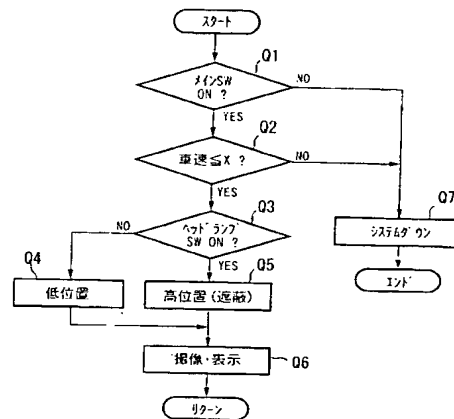 スタート
Q1
メインSW
ON ?
NO
YES
Q2
車速≦X ?
NO
YES
Q3
ヘッドランプ
SW ON ?
NO
YES
Q7
システムダウン
エンド
Q4
低位置
Q5
高位置(遮蔽)
撮像・表示
Q6
リターン